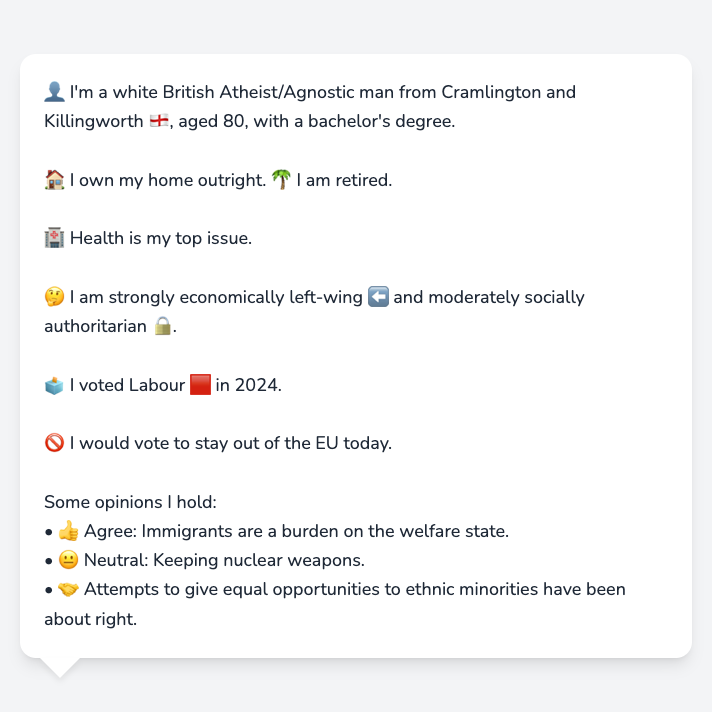 👤 I'm a white British Atheist/Agnostic man from Cramlington and
Killingworth 🏴󠁧󠁢󠁥󠁮󠁧󠁿, aged 80, with a bachelor's degree.
🏠 I own my home outright. 🌴 I am retired.
🏥 Health is my top issue.
🤔 I am strongly economically left-wing ⬅️ and moderately socially
authoritarian 🔒.
🗳️ I voted Labour 🟥 in 2024.
🚫 I would vote to stay out of the EU today.
Some opinions I hold:
• 👍 Agree: Immigrants are a burden on the welfare state.
• 😐 Neutral: Keeping nuclear weapons.
• 🤝 Attempts to give equal opportunities to ethnic minorities have been
about right.